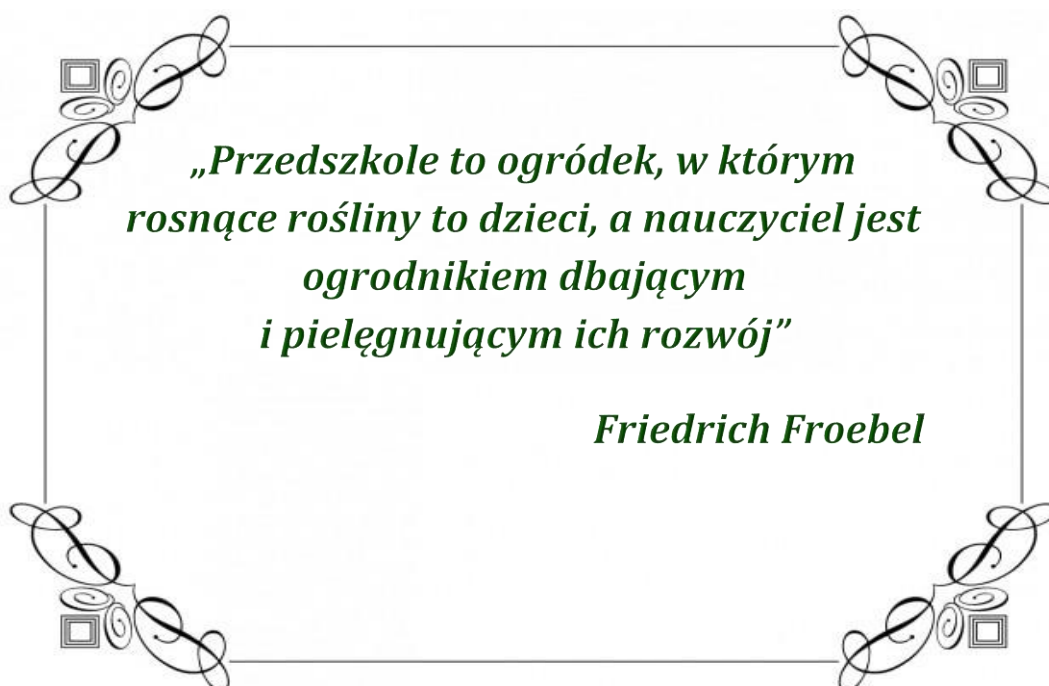 „Przedszkole to ogródek, w którym
rosnące rośliny to dzieci, a nauczyciel jest
ogrodnikiem dbającym
i pielęgnującym ich rozwój”
Friedrich Froebel